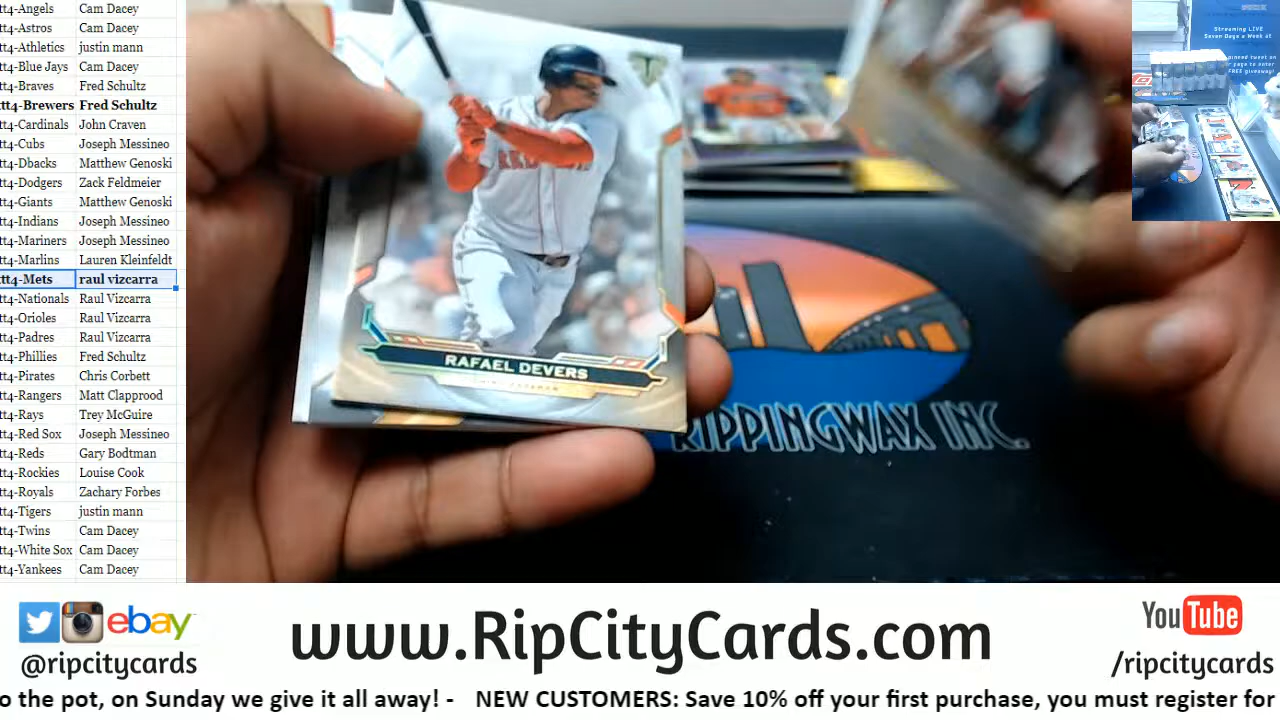 tt4-Angels Cam Dacey
tt4-Astros Cam Dacey
tt4-Athletics justin mann
tt4-Blue Jays Cam Dacey
tt4-Braves Fred Schultz
tt4-Brewers Fred Schultz
tt4-Cardinals John Craven
tt4-Cubs Joseph Messineo
tt4-Dbacks Matthew Genoski
tt4-Dodgers Zack Feldmeier
tt4-Giants Matthew Genoski
tt4-Indians Joseph Messineo
tt4-Mariners Joseph Messineo
tt4-Marlins Lauren Kleinfeldt
tt4-Mets raul vizcarra
tt4-Nationals Raul Vizcarra
tt4-Orioles Raul Vizcarra
tt4-Padres Raul Vizcarra
tt4-Phillies Fred Schultz
tt4-Pirates Chris Corbett
tt4-Rangers Matt Clapprood
tt4-Rays Trey McGuire
tt4-Red Sox Joseph Messineo
tt4-Reds Gary Bodtman
tt4-Rockies Louise Cook
tt4-Royals Zachary Forbes
tt4-Tigers justin mann
tt4-Twins Cam Dacey
tt4-White Sox Cam Dacey
tt4-Yankees Cam Dacey
RAFAEL DEVERS
RIPPINGWAX INC.
Streaming LIVE
Seven Days a Week at
FREE giveaway!
ebay
@ripcitycards
www.RipCityCards.com
YouTube
/ripcitycards
o the pot, on Sunday we give it all away! - NEW CUSTOMERS: Save 10% off your first purchase, you must register for